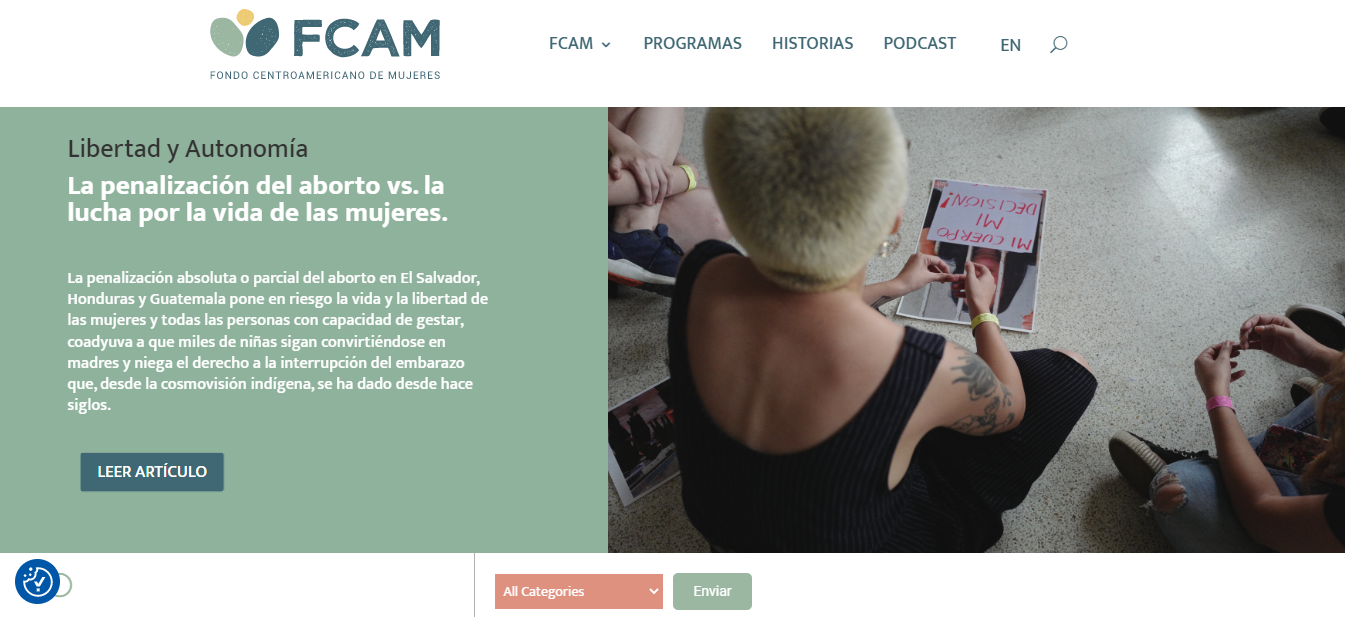 FCAM
FONDO CENTROAMERICANO DE MUJERES
FCAM
PROGRAMAS
HISTORIAS
PODCAST
EN
Libertad y Autonomía
La penalización del aborto vs. la
lucha por la vida de las mujeres.
La penalización absoluta o parcial del aborto en El Salvador,
Honduras y Guatemala pone en riesgo la vida y la libertad de
las mujeres y todas las personas con capacidad de gestar,
coadyuva a que miles de niñas sigan convirtiéndose en
madres y niega el derecho a la interrupción del embarazo
que, desde la cosmovisión indígena, se ha dado desde hace
siglos.
LEER ARTÍCULO
MI CUERPO
MI
DECISIÓN!
All Categories
Enviar